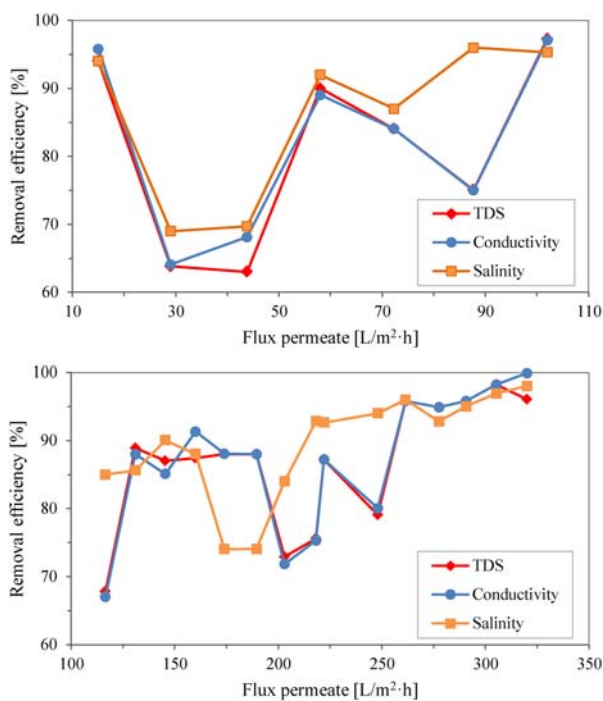 100
90
80
70
60
Removal efficiency [%]
TDS
Conductivity
Salinity
10 30 50 70 90 110
Flux permeate [L/m²·h]
100
90
80
70
60
Removal efficiency [%]
TDS
Conductivity
Salinity
100 150 200 250 300 350
Flux permeate [L/m²·h]